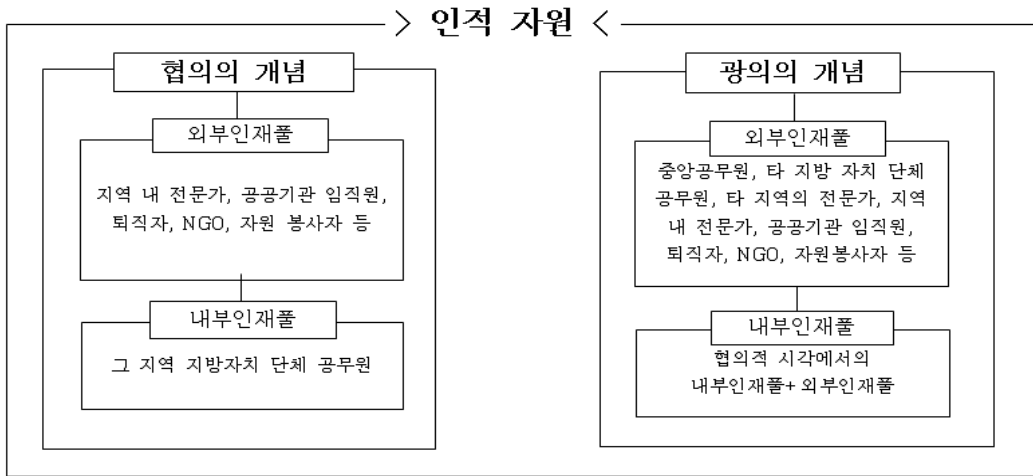 인적 자원
협의의 개념
외부인재풀
지역 내 전문가, 공공기관 임직원,
퇴직자, NGO, 자원 봉사자 등
내부인재풀
그 지역 지방자치 단체 공무원
광의의 개념
외부인재풀
중앙공무원, 타 지방 자치 단체
공무원, 타 지역의 전문가, 지역
내 전문가, 공공기관 임직원,
퇴직자, NGO, 자원봉사자 등
내부인재풀
협의적 시각에서의
내부인재풀+ 외부인재풀